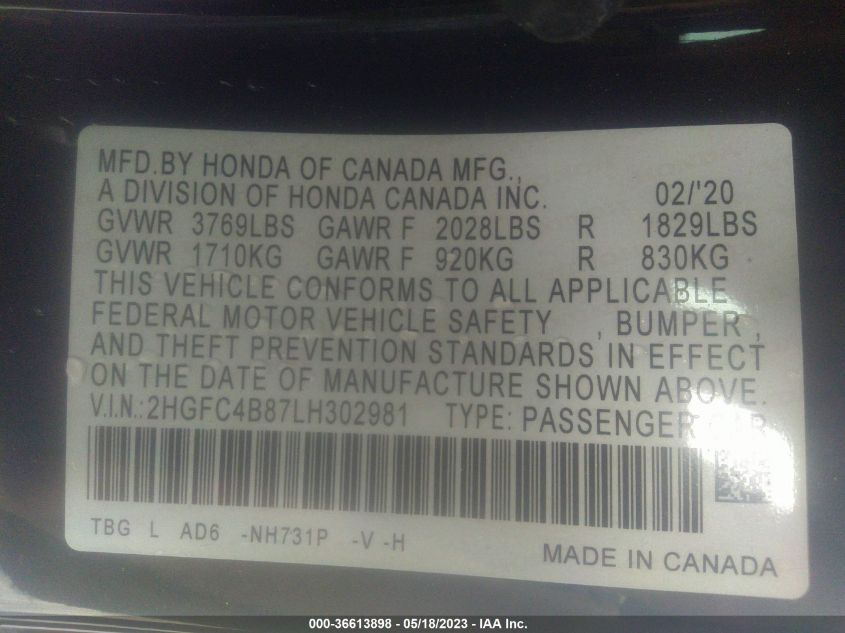 MFD.BY HONDA OF CANADA MFG.,
A DIVISION OF HONDA CANADA INC. 02/'20
GVWR 3769LBS GAWR F 2028LBS R 1829LBS
GVWR 1710KG GAWR F 920KG R 830KG
THIS VEHICLE CONFORMS TO ALL APPLICABLE
FEDERAL MOTOR VEHICLE SAFETY , BUMPER ,
AND THEFT PREVENTION STANDARDS IN EFFECT
ON THE DATE OF MANUFACTURE SHOWN ABOVE.
V.I.N.:2HGFC4B87LH302981 TYPE: PASSENGER CAR
TBG L AD6 -NH731P -V -H
MADE IN CANADA
000-36613898 - 05/18/2023 - IAA Inc.